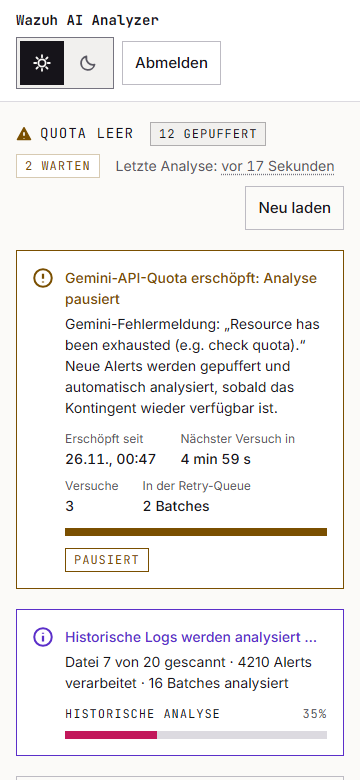 Wazuh AI Analyzer
Abmelden
QUOTA LEER
12 GEPUFFERT
2 WARTEN
Letzte Analyse: vor 17 Sekunden
Neu laden
Gemini-API-Quota erschöpft: Analyse
pausiert
Gemini-Fehlermeldung: „Resource has
been exhausted (e.g. check quota).“
Neue Alerts werden gepuffert und
automatisch analysiert, sobald das
Kontingent wieder verfügbar ist.
Erschöpft seit
Nächster Versuch in
26.11., 00:47
4 min 59 s
Versuche
In der Retry-Queue
3
2 Batches
PAUSIERT
Historische Logs werden analysiert ...
Datei 7 von 20 gescannt · 4210 Alerts
verarbeitet · 16 Batches analysiert
HISTORISCHE ANALYSE
35%